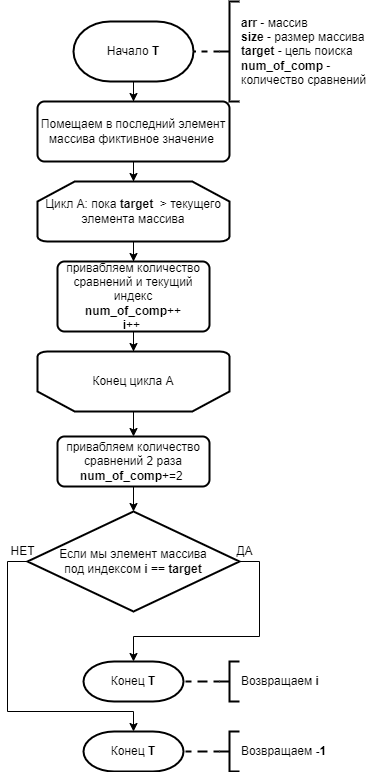 arr - массив
size - размер массива
target - цель поиска
num_of_comp -
количество сравнений
Начало T
Помещаем в последний элемент
массива фиктивное значение
Цикл А: пока target > текущего
элемента массива
привабляем количество
сравнений и текущий
индекс
num_of_comp++
i++
Конец цикла А
привабляем количество
сравнений 2 раза
num_of_comp+=2
НЕТ
ДА
Если мы элемент массива
под индексом i == target
Конец T
Возвращаем i
Конец T
Возвращаем -1